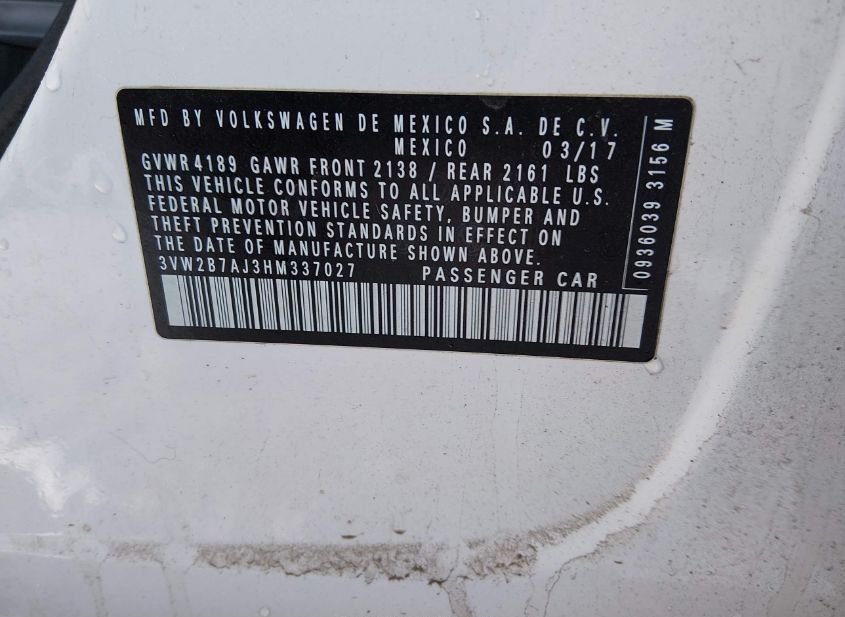 MFD BY VOLKSWAGEN DE MEXICO S.A. DE C.V.
MEXICO 03/17
GVWR 4189 GAWR FRONT 2138 / REAR 2161 LBS
THIS VEHICLE CONFORMS TO ALL APPLICABLE U.S.
FEDERAL MOTOR VEHICLE SAFETY, BUMPER AND
THEFT PREVENTION STANDARDS IN EFFECT ON
THE DATE OF MANUFACTURE SHOWN ABOVE.
3VW2B7AJ3HM337027 PASSENGER CAR
0936039 3156 M